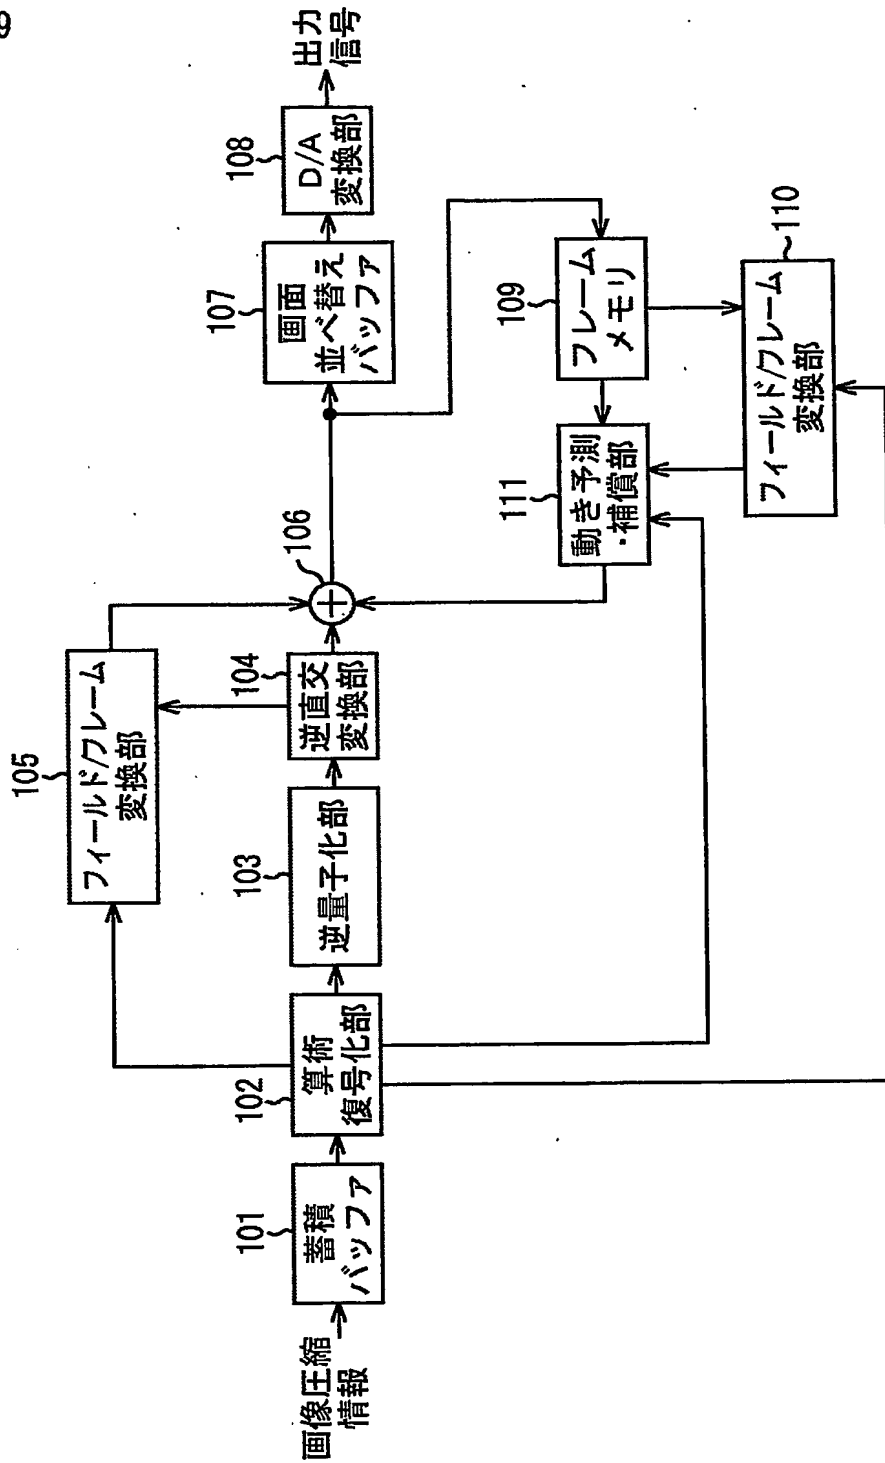 9
画像圧縮
情報
101
蓄積
バッファ
102
算術
復号化部
103
逆量子化部
104
逆直交
変換部
105
フィールド/フレーム
変換部
106
+
107
画面
並べ替え
バッファ
108
D/A
変換部
出力
信号
109
フレーム
メモリ
110
フィールド/フレーム
変換部
111
動き予測
・補償部